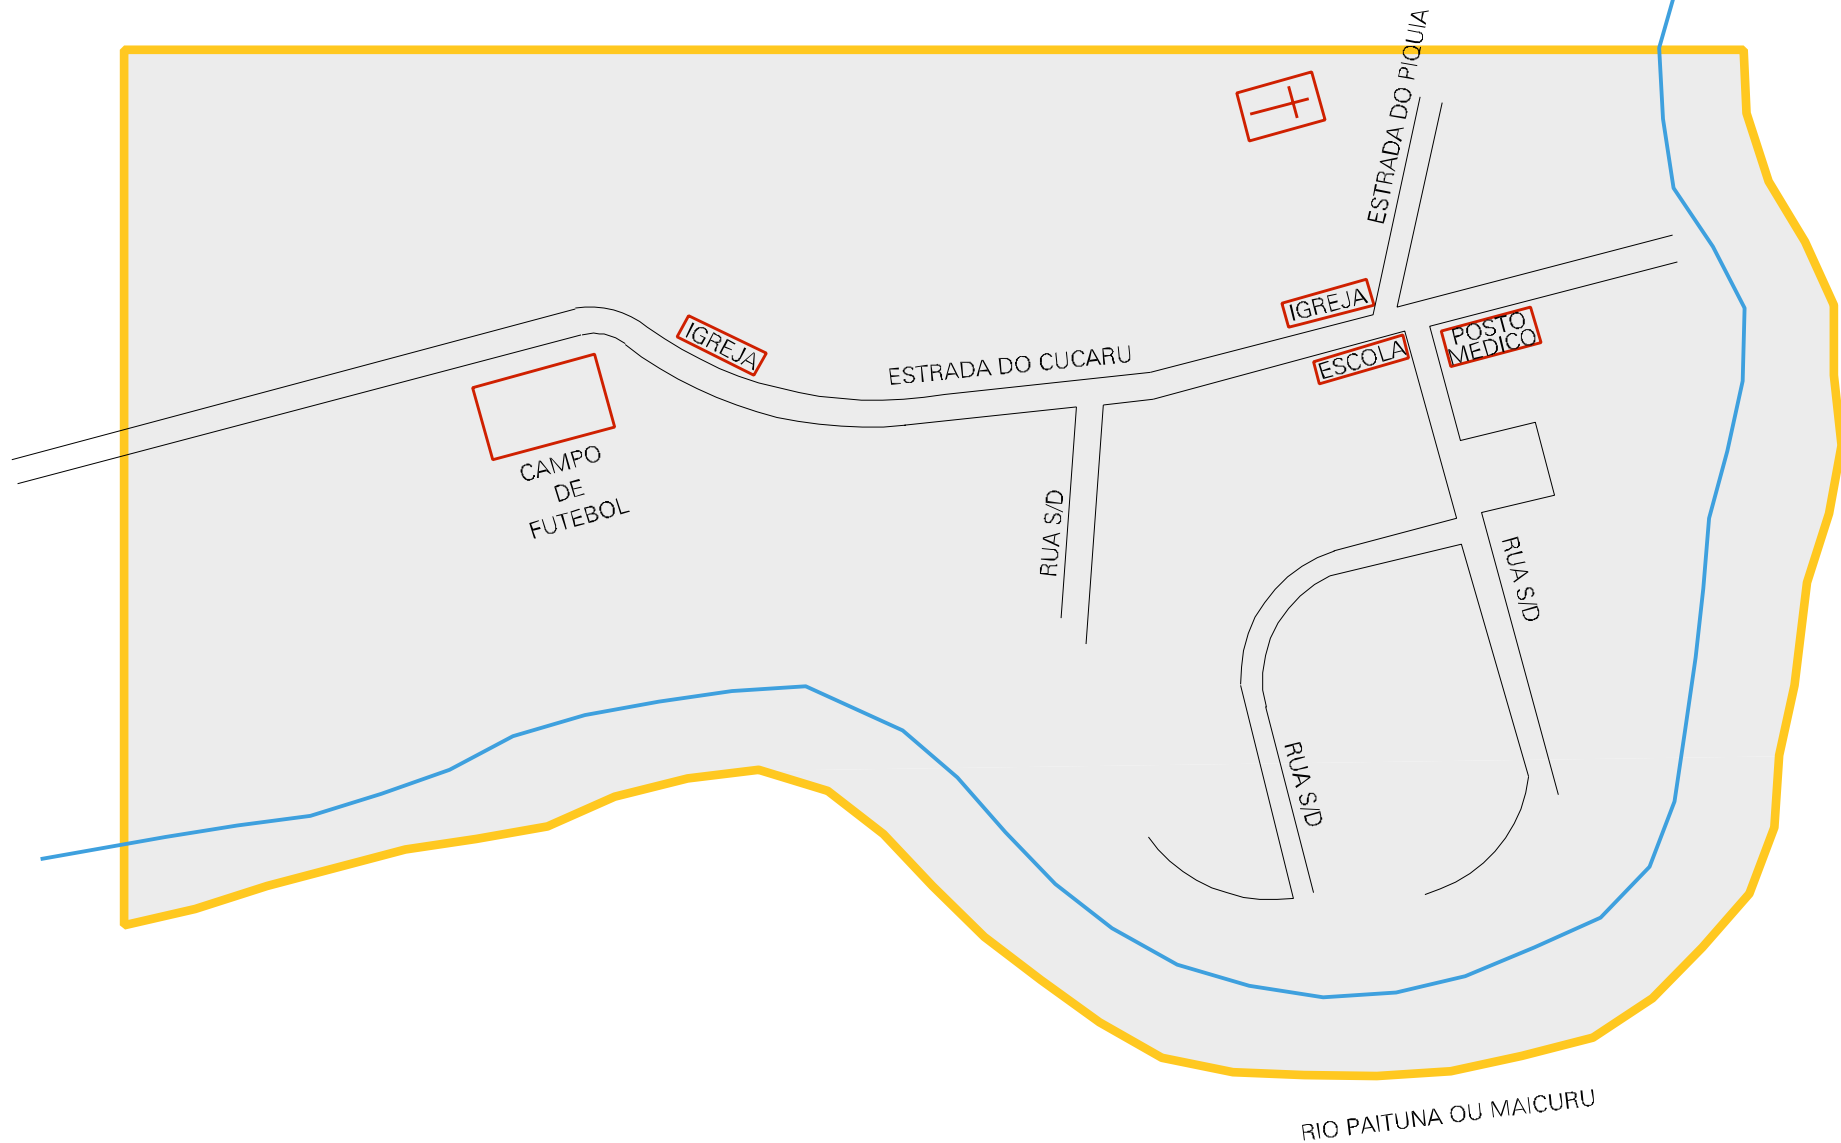 ESTRADA DO PIQUIA
IGREJA
IGREJA
POSTO
MEDICO
ESCOLA
ESTRADA DO CUCARU
CAMPO
DE
FUTEBOL
RUA S/D
RUA S/D
RUA S/D
RIO PAITUNA OU MAICURU